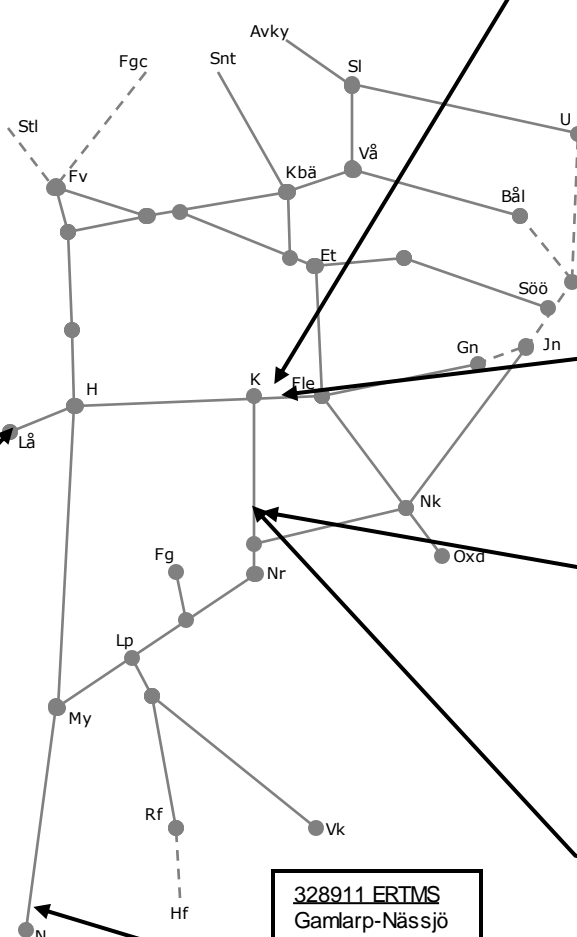 Avky
Fgc
Snt
Sl
Stl
U
Vå
Fv
Kbä
Bål
Et
Söö
Gn
Jn
K
Fle
H
Lå
Nk
Fg
Oxd
Nr
Lp
My
Rf
Vk
328911 ERTMS
Gamlarp-Nässjö
Hf
N